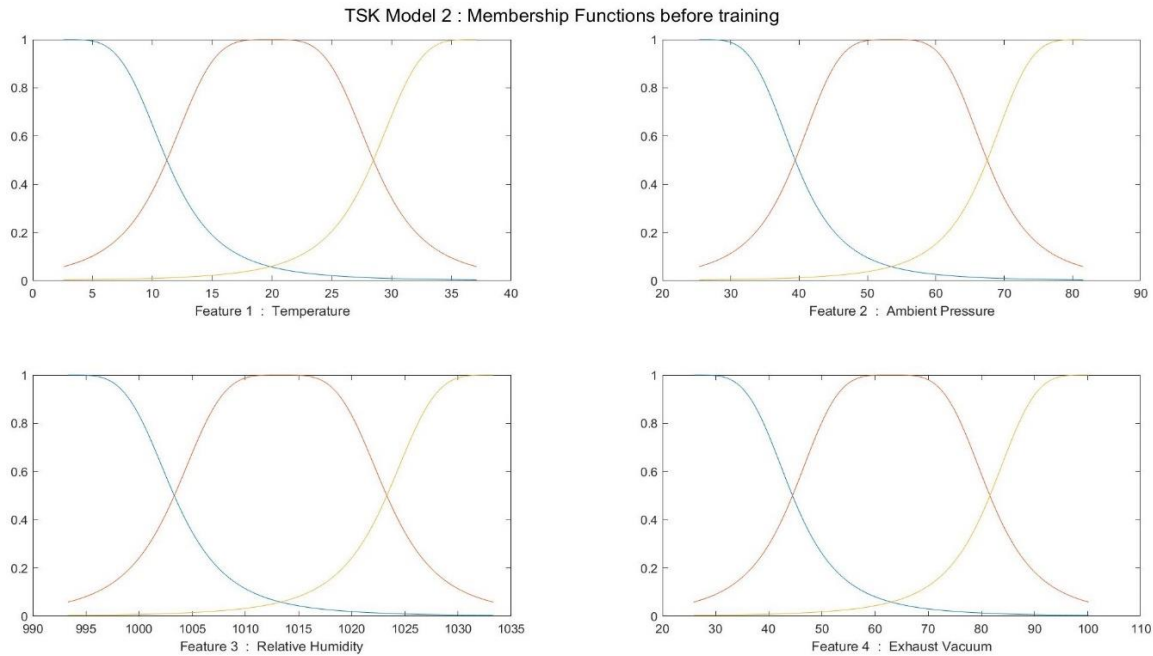 TSK Model 2 : Membership Functions before training
1
0.8
0.6
0.4
0.2
0
0 5 10 15 20 25 30 35 40
Feature 1 : Temperature
1
0.8
0.6
0.4
0.2
0
20 30 40 50 60 70 80 90
Feature 2 : Ambient Pressure
1
0.8
0.6
0.4
0.2
0
990 995 1000 1005 1010 1015 1020 1025 1030 1035
Feature 3 : Relative Humidity
1
0.8
0.6
0.4
0.2
0
20 30 40 50 60 70 80 90 100 110
Feature 4 : Exhaust Vacuum